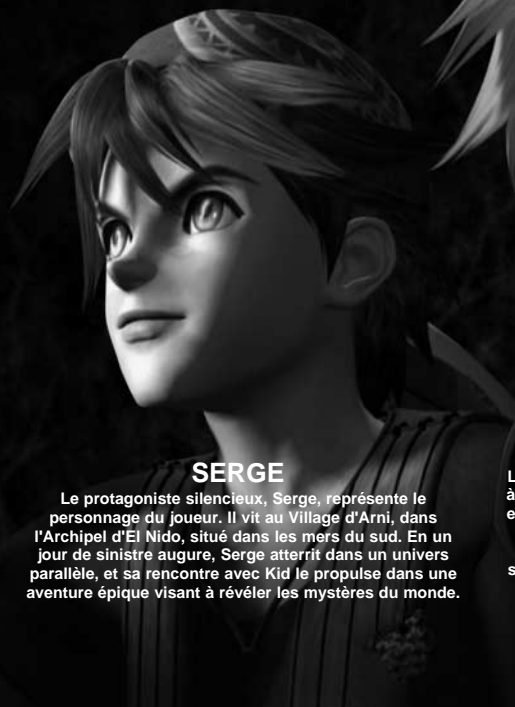 SERGE
Le protagoniste silencieux, Serge, représente le
personnage du joueur. Il vit au Village d'Arni, dans
l'Archipel d'El Nido, situé dans les mers du sud. En un
jour de sinistre augure, Serge atterrit dans un univers
parallèle, et sa rencontre avec Kid le propulse dans une
aventure épique visant à révéler les mystères du monde.